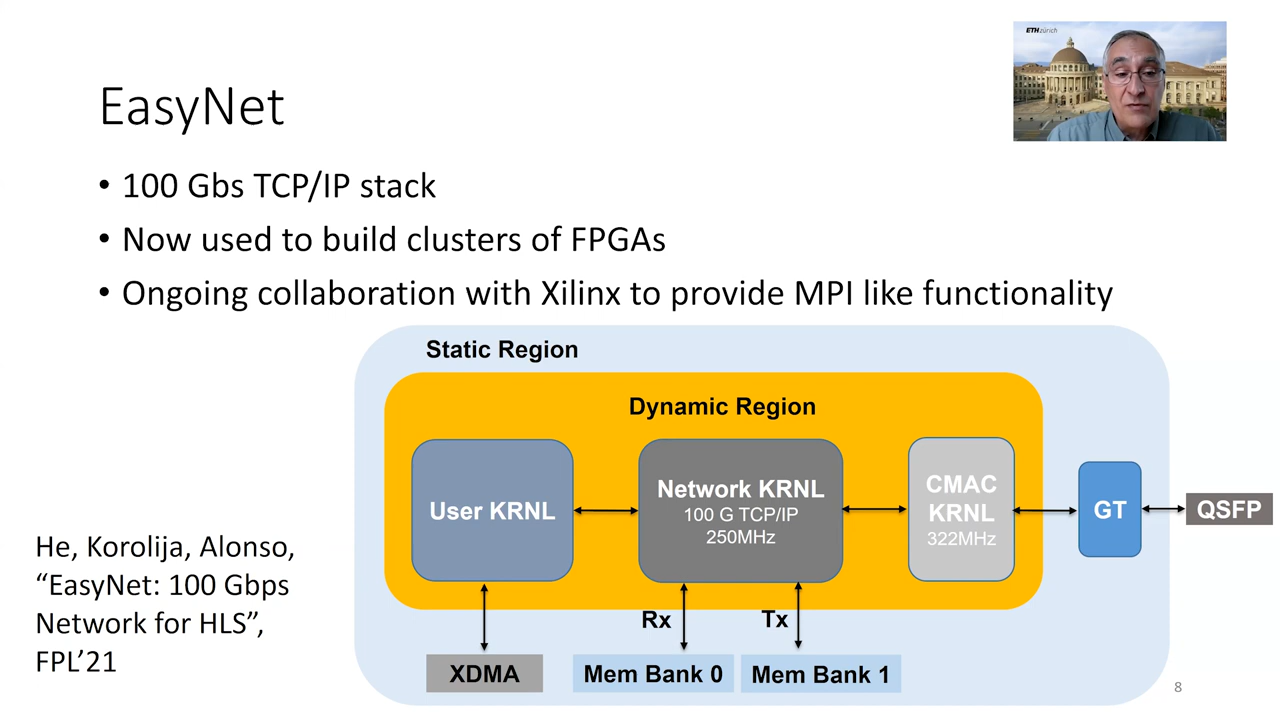 ETH zürich
EasyNet
• 100 Gbs TCP/IP stack
• Now used to build clusters of FPGAs
• Ongoing collaboration with Xilinx to provide MPI like functionality
Static Region
Dynamic Region
User KRNL
Network KRNL
100 G TCP/IP
250MHz
CMAC
KRNL
322MHz
GT
QSFP
Rx
Tx
XDMA
Mem Bank 0
Mem Bank 1
He, Korolija, Alonso,
“EasyNet: 100 Gbps
Network for HLS”,
FPL’21
8